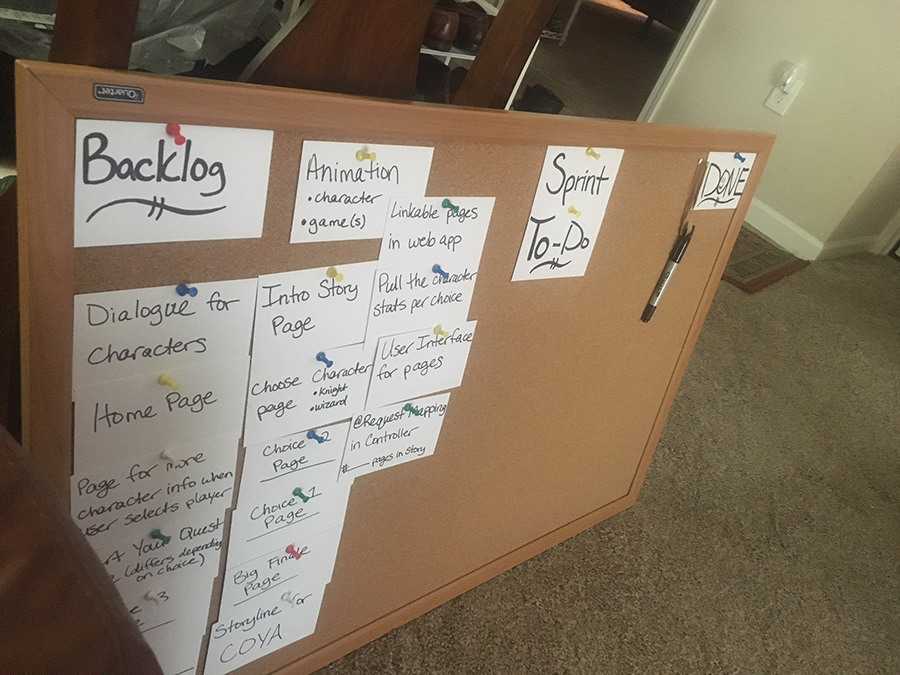 Quartet
Backlog
Dialogue for
Characters
Home Page
Page for more
character info when
user selects player
Your Quest
(differs depending
on choice)
3
Animation
• character
• game(s)
Intro Story
Page
Choose Character
page
• Knight
• wizard
Choice 2
Page
Choice 1
Page
Big Finale
Page
Storyline for
COYA
Linkable pages
in web app
Pull the character
stats per choice
User Interface
for pages
@Request Mapping
in Controller
#___ pages in story
Sprint
To-Do
DONE